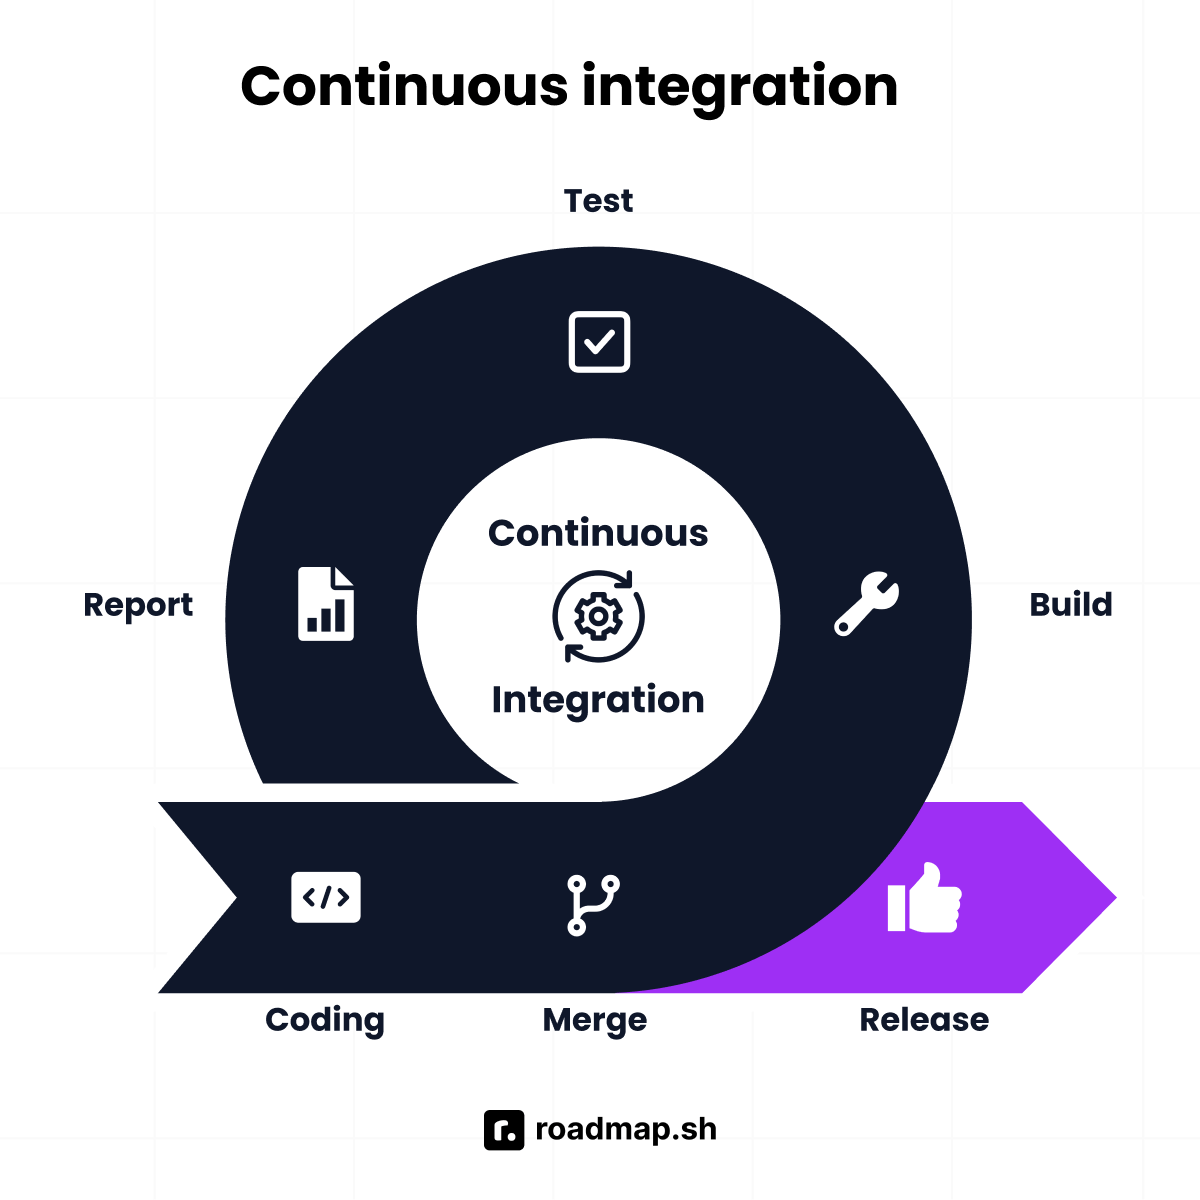 Continuous integration
Test
Continuous
Report
Build
Integration
</>
Coding
Merge
Release
r. roadmap.sh